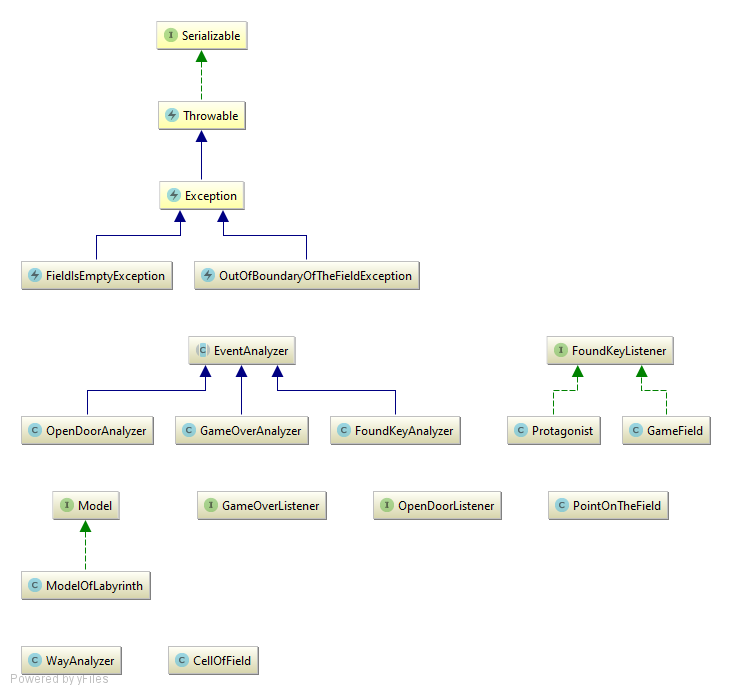 I Serializable
Throwable
Exception
FieldIsEmptyException
OutOfBoundaryOfTheFieldException
C EventAnalyzer
I FoundKeyListener
C OpenDoorAnalyzer
C GameOverAnalyzer
C FoundKeyAnalyzer
C Protagonist
C GameField
I Model
I GameOverListener
I OpenDoorListener
C PointOnTheField
C ModelOfLabyrinth
C WayAnalyzer
C CellOfField
Powered by yFiles